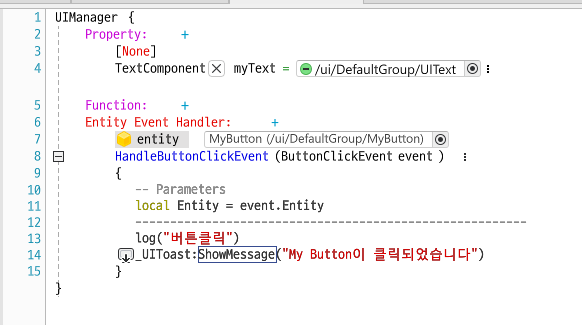 1 UIManager {
2 Property: +
3 [None]
4 TextComponent × myText = /ui/DefaultGroup/UIText
5 Function: +
6 Entity Event Handler: +
7 entity MyButton (/ui/DefaultGroup/MyButton)
8 HandleButtonClickEvent (ButtonClickEvent event )
9 {
10 -- Parameters
11 local Entity = event.Entity
12 ---------------------------------------------------------
13 log("버튼클릭")
14 _UIToast:ShowMessage("My Button이 클릭되었습니다")
15 }
}